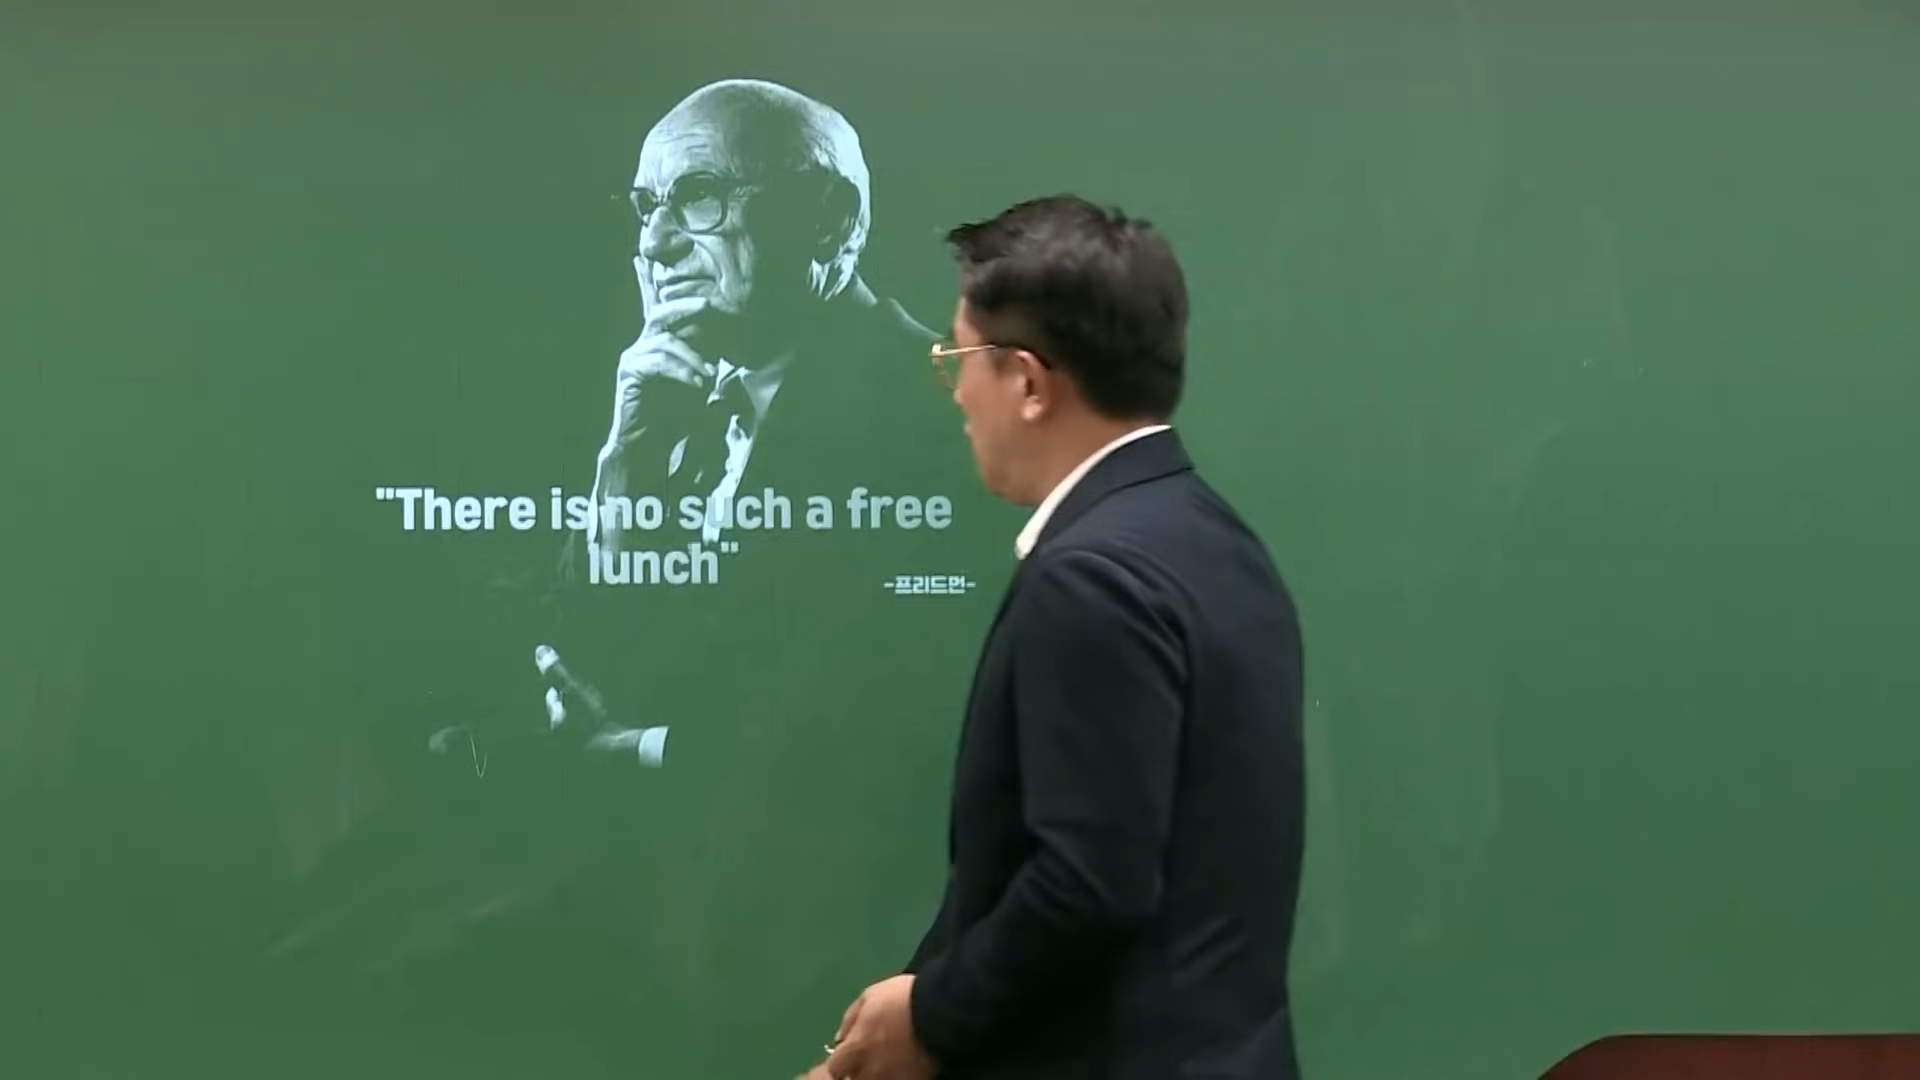 "There is no such a free
lunch"
-프리드먼-